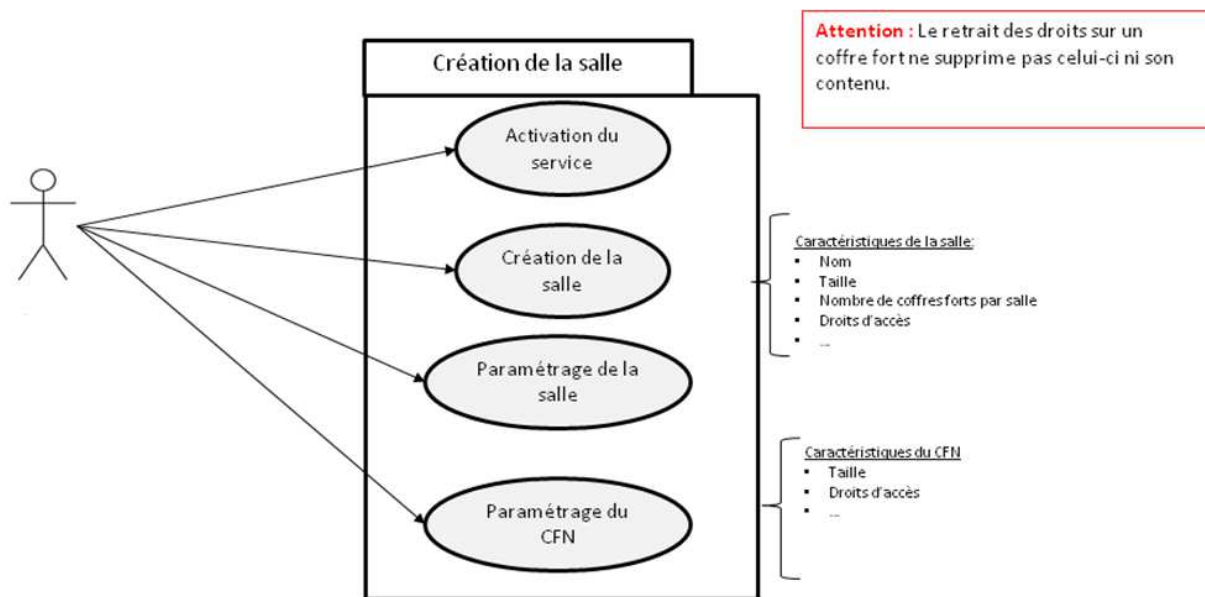 Attention : Le retrait des droits sur un
coffre fort ne supprime pas celui-ci ni son
contenu.
Création de la salle
Activation du
service
Création de la
salle
Paramétrage de la
salle
Paramétrage du
CFN
Caractéristiques de la salle:
▪ Nom
▪ Taille
▪ Nombre de coffres forts par salle
▪ Droits d'accès
▪ ...
Caractéristiques du CFN
▪ Taille
▪ Droits d'accès
▪ ...